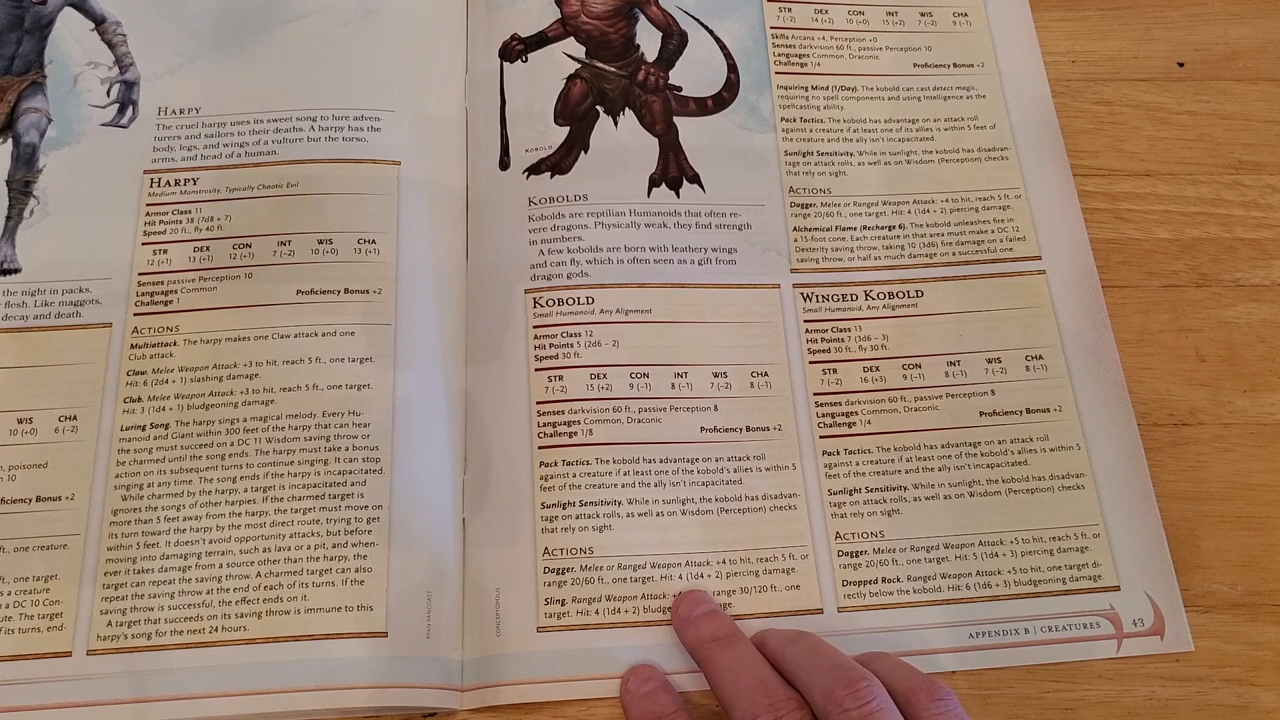 the night in packs,
flesh. Like maggots,
decay and death.
WIS CHA
10 (+0) 6 (−2)
poisoned
10
Bonus +2
ft., one creature.
ft., one target.
s a creature
a DC 10 Con-
ute. The target
f its turns, end-
HARPY
The cruel harpy uses its sweet song to lure adven-
turers and sailors to their deaths. A harpy has the
body, legs, and wings of a vulture but the torso,
arms, and head of a human.
HARPY
Medium Monstrosity, Typically Chaotic Evil
Armor Class 11
Hit Points 38 (7d8 + 7)
Speed 20 ft., fly 40 ft.
STR DEX CON INT WIS CHA
12 (+1) 13 (+1) 12 (+1) 7 (−2) 10 (+0) 13 (+1)
Senses passive Perception 10
Languages Common
Challenge 1 Proficiency Bonus +2
ACTIONS
Multiattack. The harpy makes one Claw attack and one
Club attack.
Claw. Melee Weapon Attack: +3 to hit, reach 5 ft., one target.
Hit: 6 (2d4 + 1) slashing damage.
Club. Melee Weapon Attack: +3 to hit, reach 5 ft., one target.
Hit: 3 (1d4 + 1) bludgeoning damage.
Luring Song. The harpy sings a magical melody. Every Hu-
manoid and Giant within 300 feet of the harpy that can hear
the song must succeed on a DC 11 Wisdom saving throw or
be charmed until the song ends. The harpy must take a bonus
action on its subsequent turns to continue singing. It can stop
singing at any time. The song ends if the harpy is incapacitated.
While charmed by the harpy, a target is incapacitated and
ignores the songs of other harpies. If the charmed target is
more than 5 feet away from the harpy, the target must move on
its turn toward the harpy by the most direct route, trying to get
within 5 feet. It doesn't avoid opportunity attacks, but before
moving into damaging terrain, such as lava or a pit, and when-
ever it takes damage from a source other than the harpy, the
target can repeat the saving throw. A charmed target can also
repeat the saving throw at the end of each of its turns. If the
saving throw is successful, the effect ends on it.
A target that succeeds on its saving throw is immune to this
harpy's song for the next 24 hours.
RYAN PANCOAST
CONCEPTOPOLIS
KOBOLD
KOBOLDS
Kobolds are reptilian Humanoids that often re-
vere dragons. Physically weak, they find strength
in numbers.
A few kobolds are born with leathery wings
and can fly, which is often seen as a gift from
dragon gods.
KOBOLD
Small Humanoid, Any Alignment
Armor Class 12
Hit Points 5 (2d6 − 2)
Speed 30 ft.
STR DEX CON INT WIS CHA
7 (−2) 15 (+2) 9 (−1) 8 (−1) 7 (−2) 8 (−1)
Senses darkvision 60 ft., passive Perception 8
Languages Common, Draconic
Challenge 1/8 Proficiency Bonus +2
Pack Tactics. The kobold has advantage on an attack roll
against a creature if at least one of the kobold's allies is within 5
feet of the creature and the ally isn't incapacitated.
Sunlight Sensitivity. While in sunlight, the kobold has disadvan-
tage on attack rolls, as well as on Wisdom (Perception) checks
that rely on sight.
ACTIONS
Dagger. Melee or Ranged Weapon Attack: +4 to hit, reach 5 ft. or
range 20/60 ft., one target. Hit: 4 (1d4 + 2) piercing damage.
Sling. Ranged Weapon Attack: range 30/120 ft., one
target. Hit: 4 (1d4 + 2)
STR DEX CON INT WIS CHA
7 (−2) 14 (+2) 10 (+0) 15 (+2) 7 (−2) 9 (−1)
Skills Arcana +4, Perception +0
Senses darkvision 60 ft., passive Perception 10
Languages Common, Draconic
Challenge 1/4 Proficiency Bonus +2
Inquiring Mind (1/Day). The kobold can cast detect magic,
requiring no spell components and using Intelligence as the
spellcasting ability.
Pack Tactics. The kobold has advantage on an attack roll
against a creature if at least one of its allies is within 5 feet of
the creature and the ally isn't incapacitated.
Sunlight Sensitivity. While in sunlight, the kobold has disadvan-
tage on attack rolls, as well as on Wisdom (Perception) checks
that rely on sight.
ACTIONS
Dagger. Melee or Ranged Weapon Attack: +4 to hit, reach 5 ft. or
range 20/60 ft., one target. Hit: 4 (1d4 + 2) piercing damage.
Alchemical Flame (Recharge 6). The kobold unleashes fire in
a 15-foot cone. Each creature in that area must make a DC 12
Dexterity saving throw, taking 10 (3d6) fire damage on a failed
saving throw, or half as much damage on a successful one.
WINGED KOBOLD
Small Humanoid, Any Alignment
Armor Class 13
Hit Points 7 (3d6 − 3)
Speed 30 ft., fly 30 ft.
STR DEX CON INT WIS CHA
7 (−2) 16 (+3) 9 (−1) 8 (−1) 7 (−2) 8 (−1)
Senses darkvision 60 ft., passive Perception 8
Languages Common, Draconic
Challenge 1/4 Proficiency Bonus +2
Pack Tactics. The kobold has advantage on an attack roll
against a creature if at least one of the kobold's allies is within 5
feet of the creature and the ally isn't incapacitated.
Sunlight Sensitivity. While in sunlight, the kobold has disadvan-
tage on attack rolls, as well as on Wisdom (Perception) checks
that rely on sight.
ACTIONS
Dagger. Melee or Ranged Weapon Attack: +5 to hit, reach 5 ft. or
range 20/60 ft., one target. Hit: 5 (1d4 + 3) piercing damage.
Dropped Rock. Ranged Weapon Attack: +5 to hit, one target di-
rectly below the kobold. Hit: 6 (1d6 + 3) bludgeoning damage.
APPENDIX B | CREATURES 43